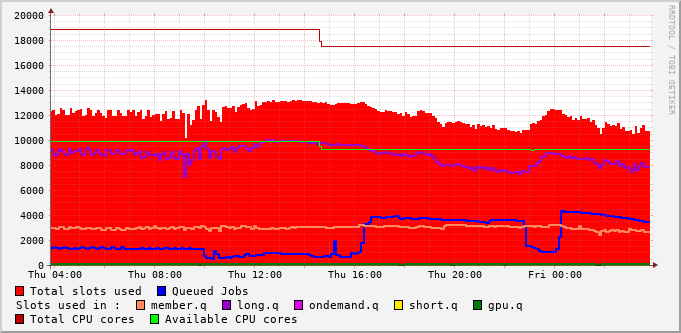 20000
18000
16000
14000
12000
10000
8000
6000
4000
2000
0
Thu 04:00 Thu 08:00 Thu 12:00 Thu 16:00 Thu 20:00 Fri 00:00
Total slots used Queued Jobs
Slots used in : member.q long.q ondemand.q short.q gpu.q
Total CPU cores Available CPU cores
RRDTOOL / TOBI OETIKER